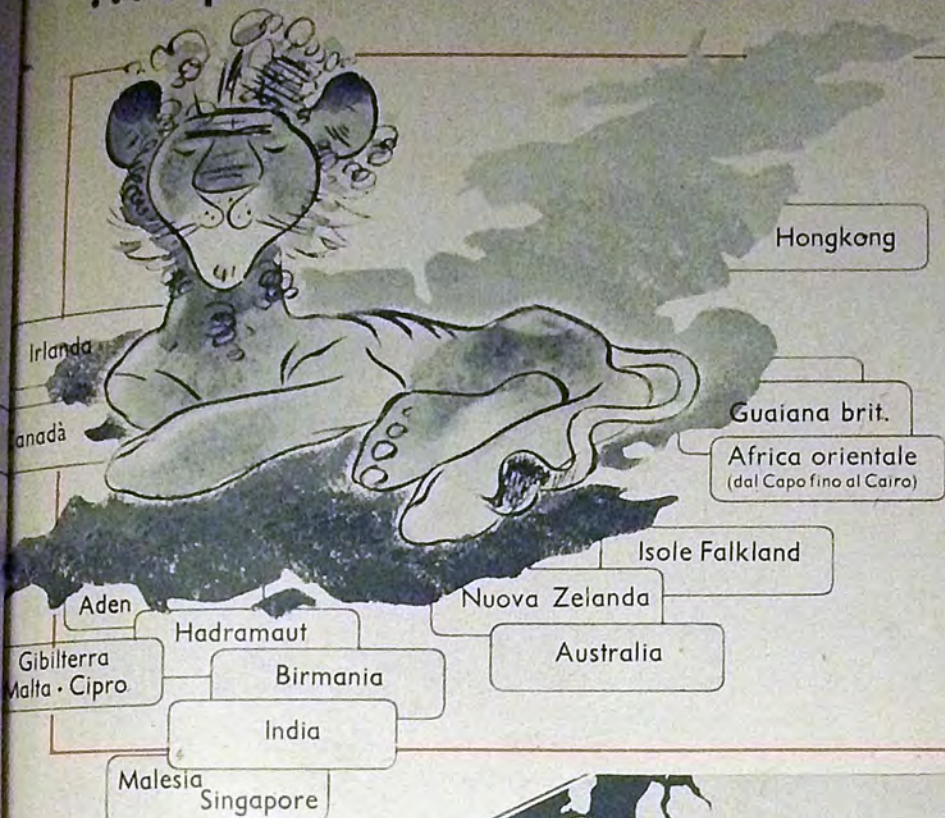 Hongkong
Irlanda
anadà
Guaiana brit.
Africa orientale
(dal Capo fino al Cairo)
Isole Falkland
Aden
Nuova Zelanda
Hadramaut
Australia
Gibilterra
Malta · Cipro
Birmania
India
Malesia
Singapore